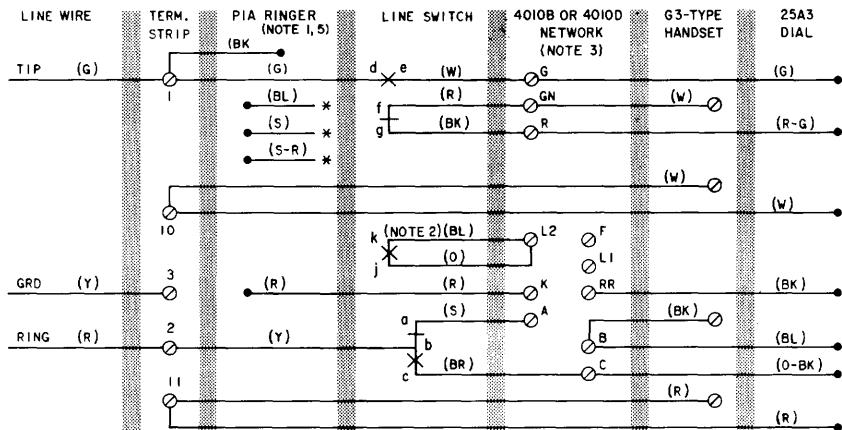 LINE WIRE
TERM. STRIP
PIA RINGER
(NOTE 1, 5)
LINE SWITCH
4010B OR 4010D
NETWORK
(NOTE 3)
G3-TYPE
HANDSET
25A3
DIAL
(BK
TIP (G) 1 (G) d e (W) G (G)
(BL) * f (R) GN (W)
(S) * g (BK) R (R-G)
(S-R) *
(W)
10 (W)
k (NOTE 2)(BL) L2 F
j (O) L1
GRD (Y) 3 (R) (R) K RR (BK)
a (S) A (BK)
RING (R) 2 (Y) b B (BL)
c (BR) C (O-BK)
11 (R)
(R)